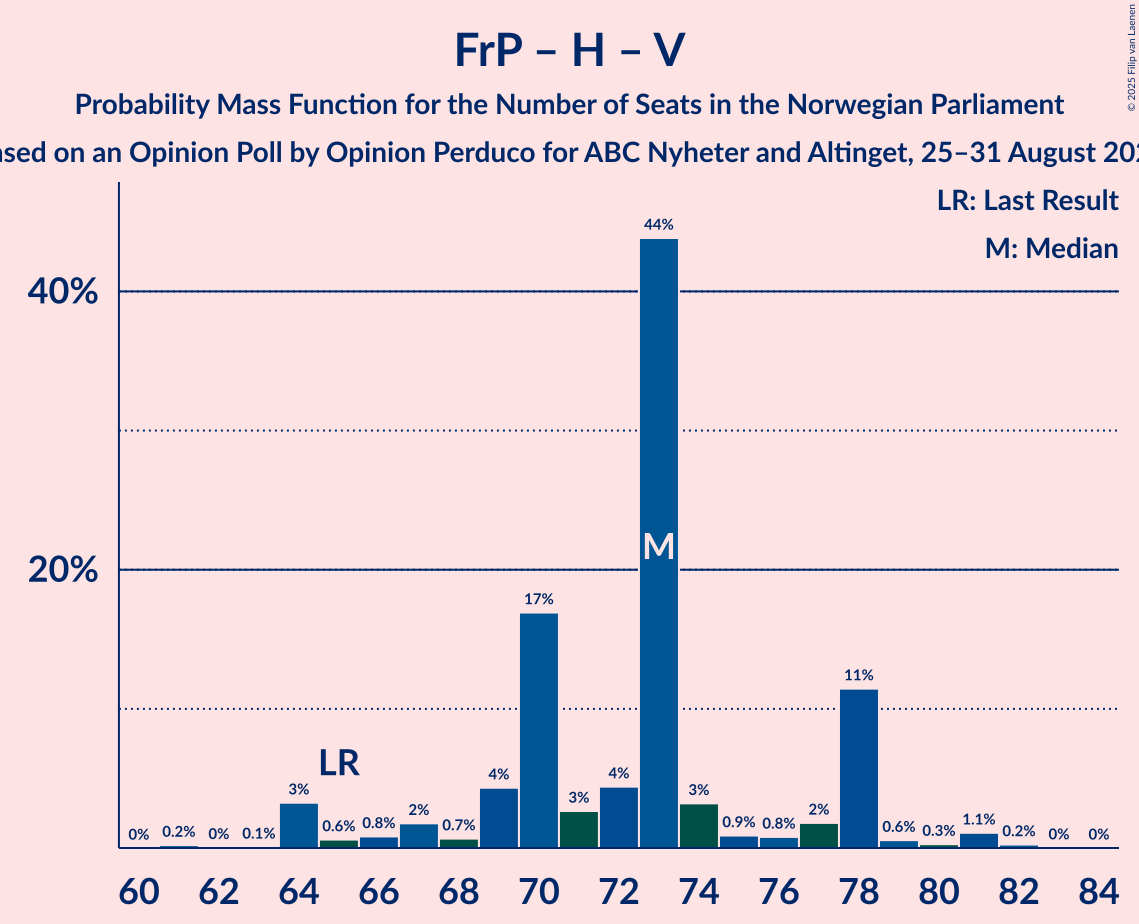 FrP – H – V
Probability Mass Function for the Number of Seats in the Norwegian Parliament
on an Opinion Poll by Opinion Perduco for ABC Nyheter and Altinget, 25–31 August
© 2025 Filip van Laenen
LR: Last Result
M: Median
44%
40%
M
20%
17%
11%
LR
0% 0.2% 0% 0.1% 3% 0.6% 0.8% 2% 0.7% 4% 3% 4% 3% 0.9% 0.8% 2% 0.6% 0.3% 1.1% 0.2% 0% 0%
60 62 64 66 68 70 72 74 76 78 80 82 84